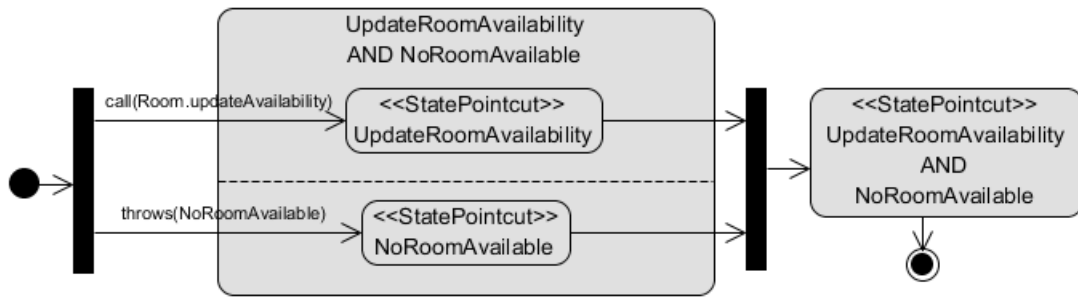 UpdateRoomAvailability
AND NoRoomAvailable
call(Room.updateAvailability)
<<StatePointcut>>
UpdateRoomAvailability
throws(NoRoomAvailable)
<<StatePointcut>>
NoRoomAvailable
<<StatePointcut>>
UpdateRoomAvailability
AND
NoRoomAvailable